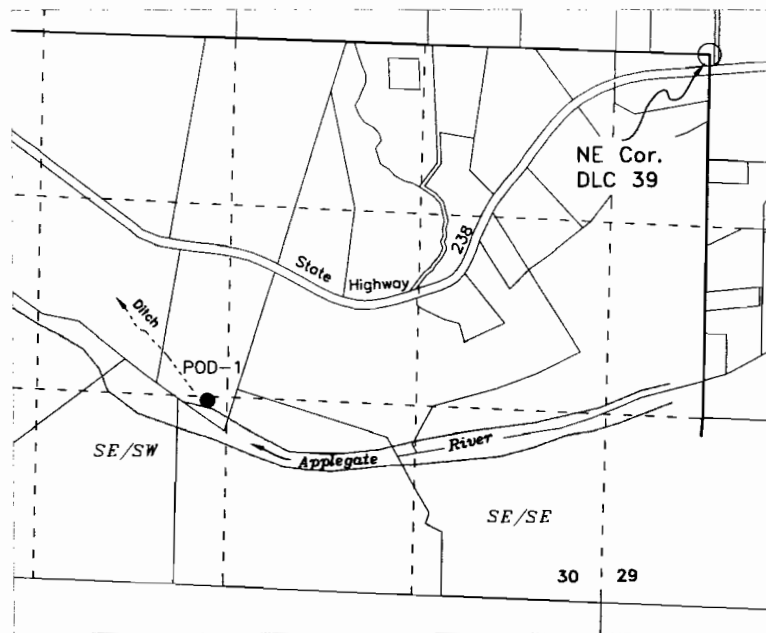 NE Cor.
DLC 39
238
State Highway
Ditch
POD-1
SE/SW
Applegate River
SE/SE
30 29